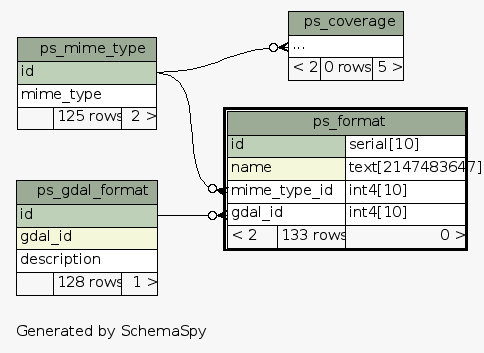 ps_mime_type
id
mime_type
125 rows 2 >
ps_coverage
...
< 2 0 rows 5 >
ps_format
id serial[10]
name text[2147483647]
mime_type_id int4[10]
gdal_id int4[10]
< 2 133 rows 0 >
ps_gdal_format
id
gdal_id
description
128 rows 1 >
Generated by SchemaSpy